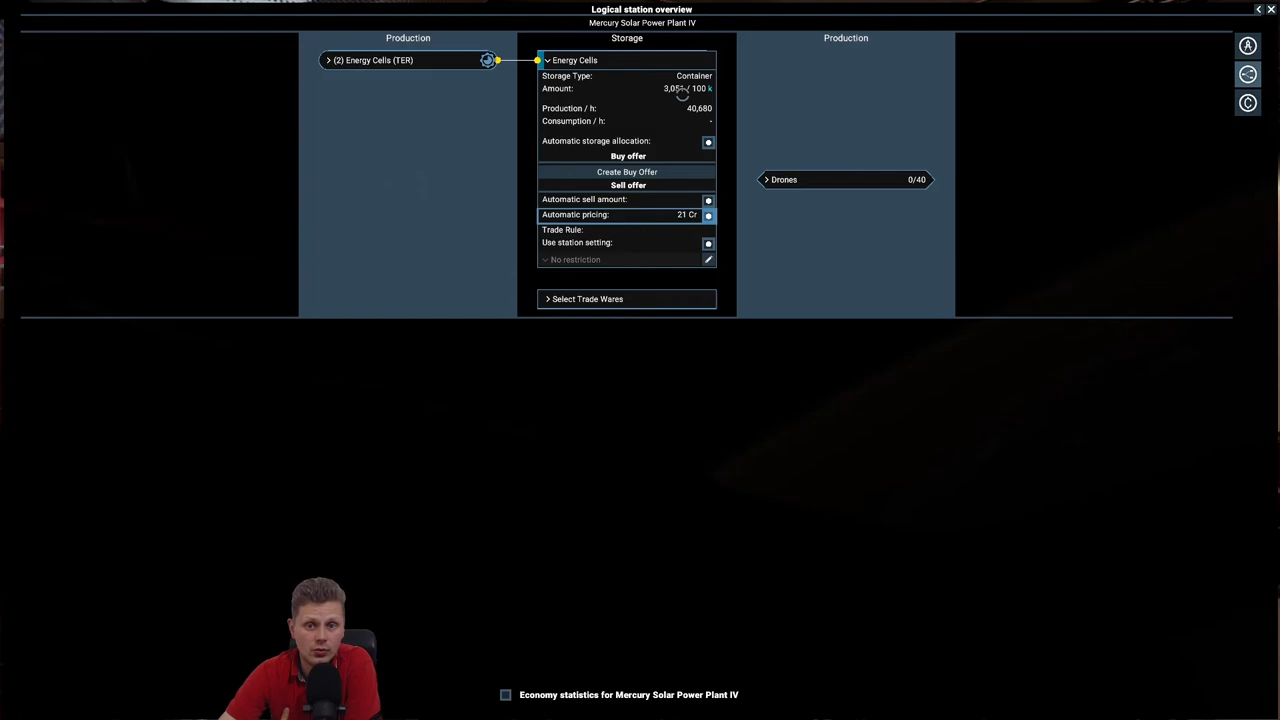 Logical station overview
Mercury Solar Power Plant IV
Production
Storage
Production
(2) Energy Cells (TER)
Energy Cells
Storage Type: Container
Amount: / 100 k
Production / h: 40,680
Consumption / h: -
Automatic storage allocation:
Buy offer
Create Buy Offer
Sell offer
Automatic sell amount:
Automatic pricing: 21 Cr
Trade Rule:
Use station setting:
No restriction
Select Trade Wares
Drones 0/40
Economy statistics for Mercury Solar Power Plant IV